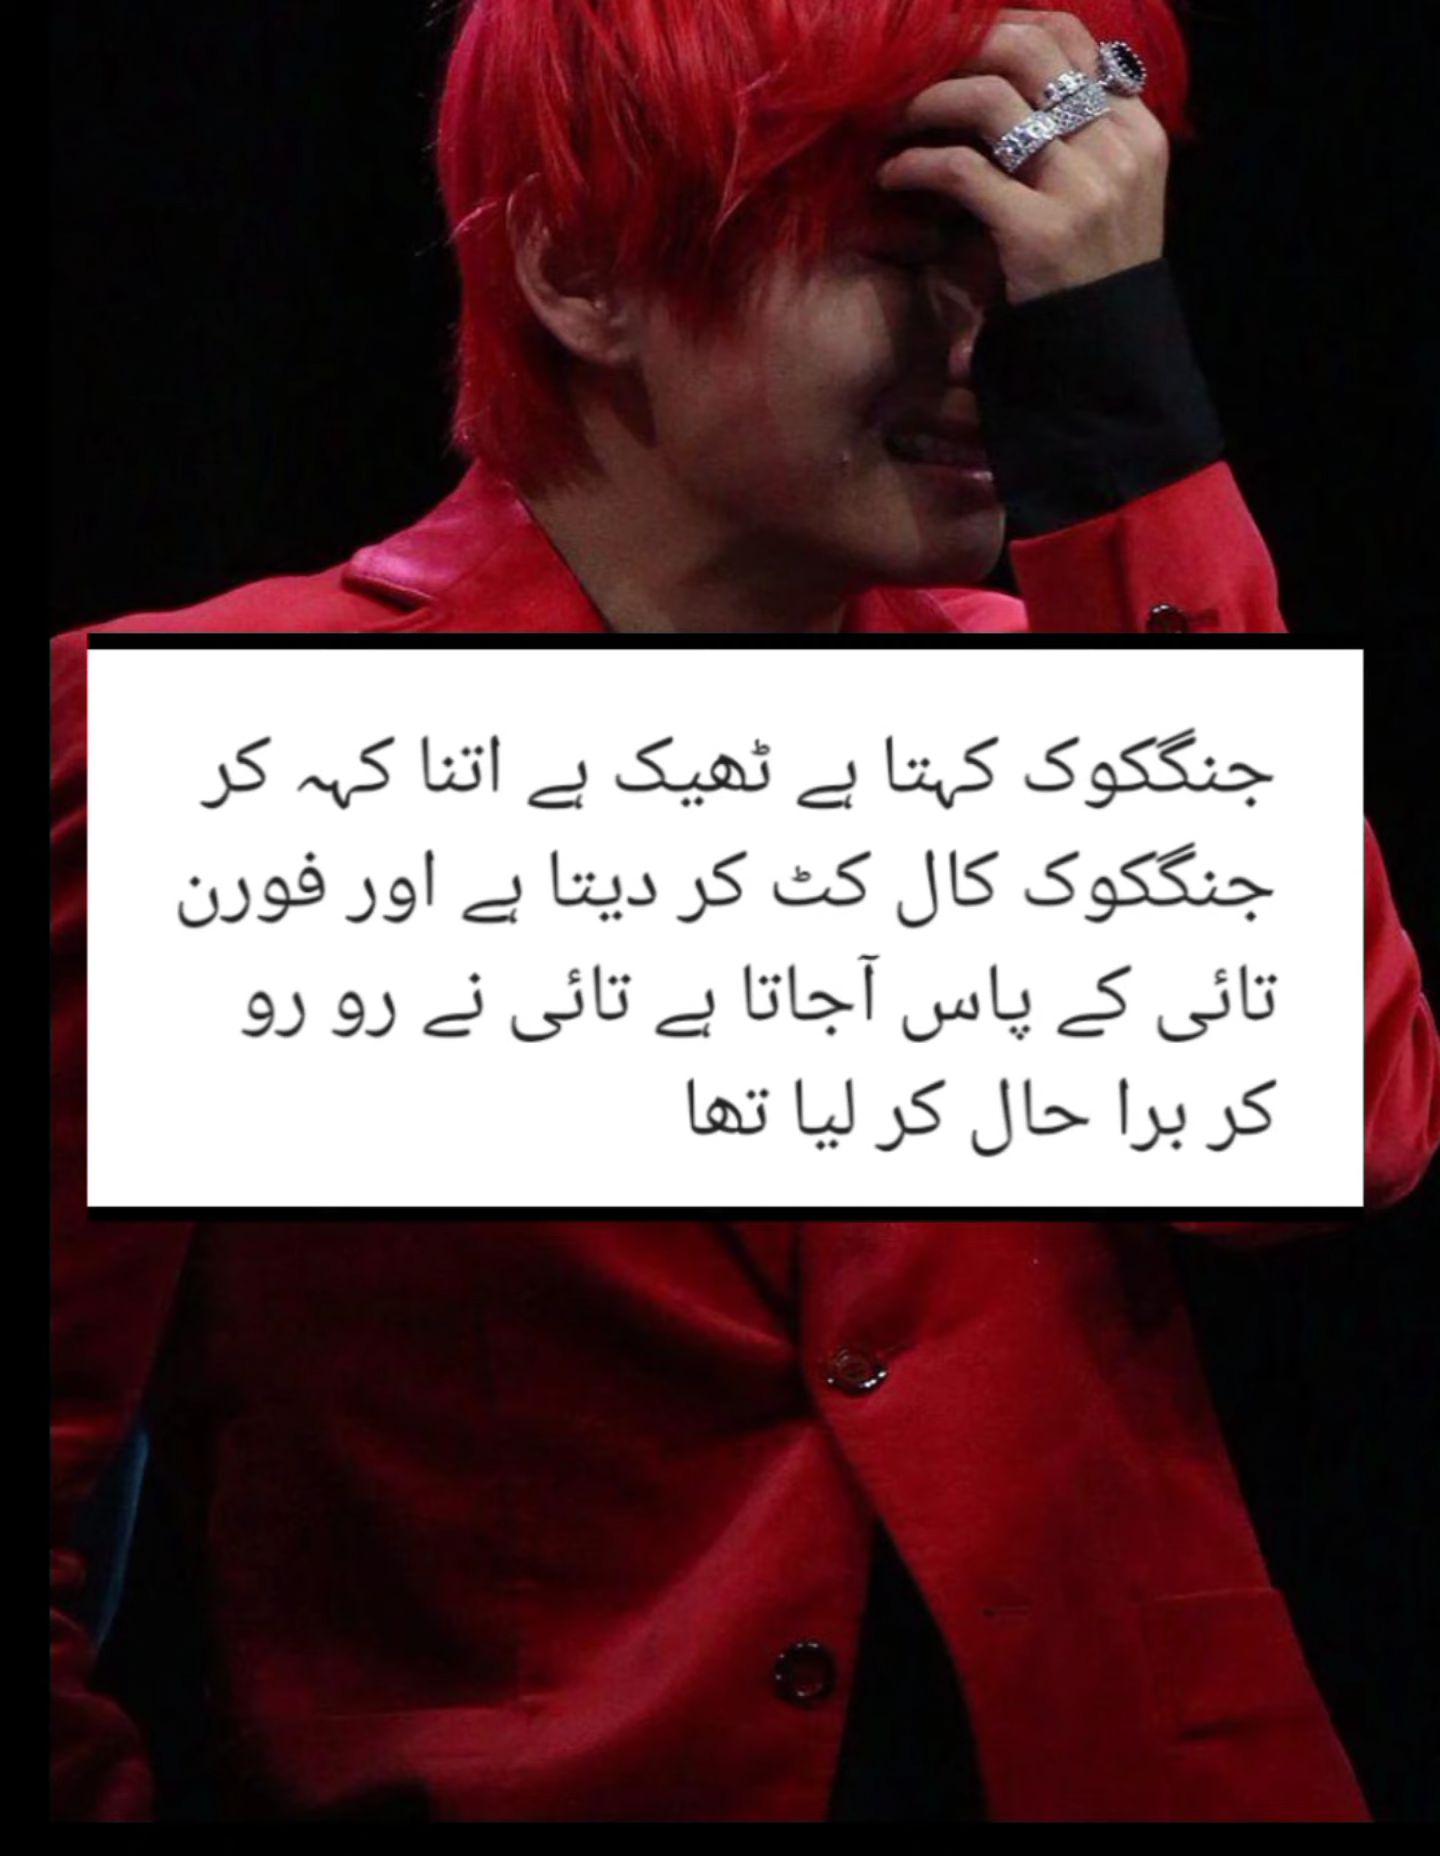 جنگکوک کہتا ہے ٹھیک ہے اتنا کہہ کر
جنگکوک کال کٹ کر دیتا ہے اور فورن
تائی کے پاس آجاتا ہے تائی نے رو رو
کر برا حال کر لیا تھا